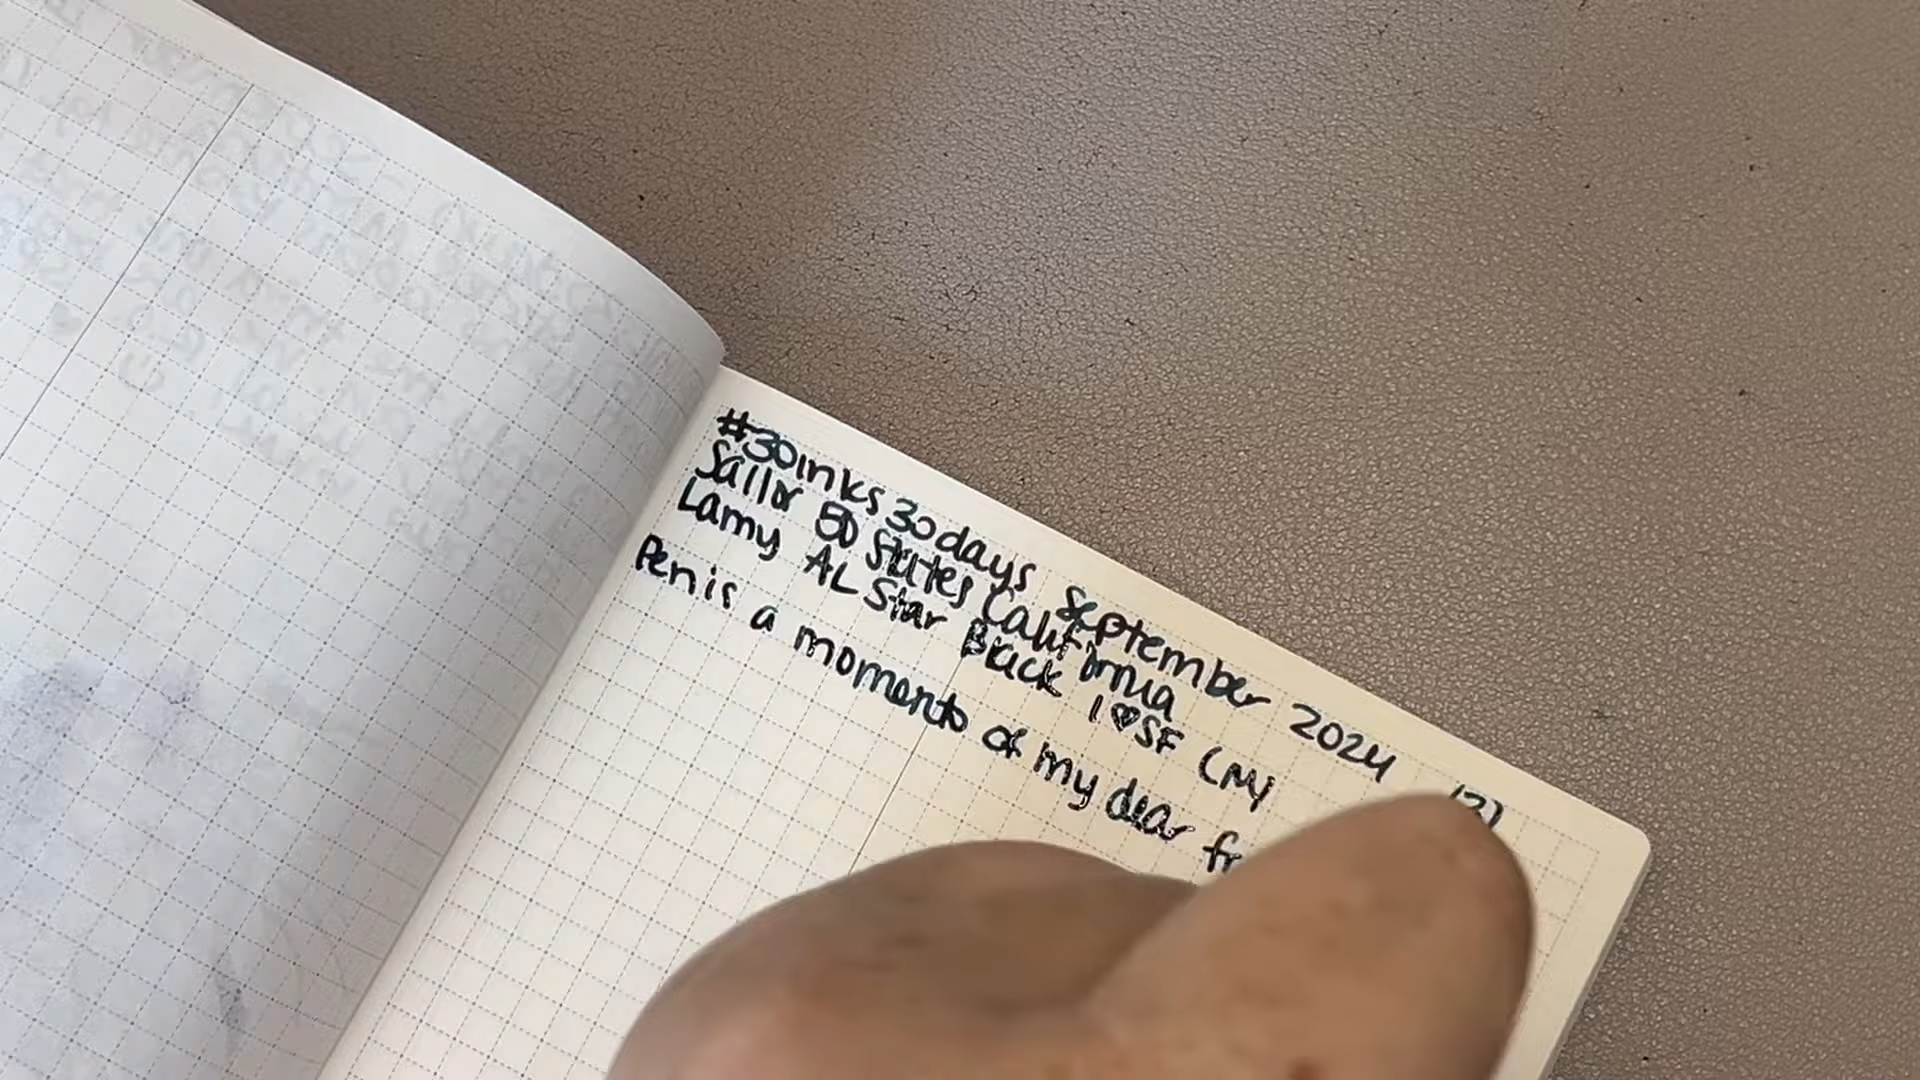 #30inks30days September 2024
Sailor 50 States California
Lamy AL Star Black I ♡ SF (My
Pen is a momento of my dear